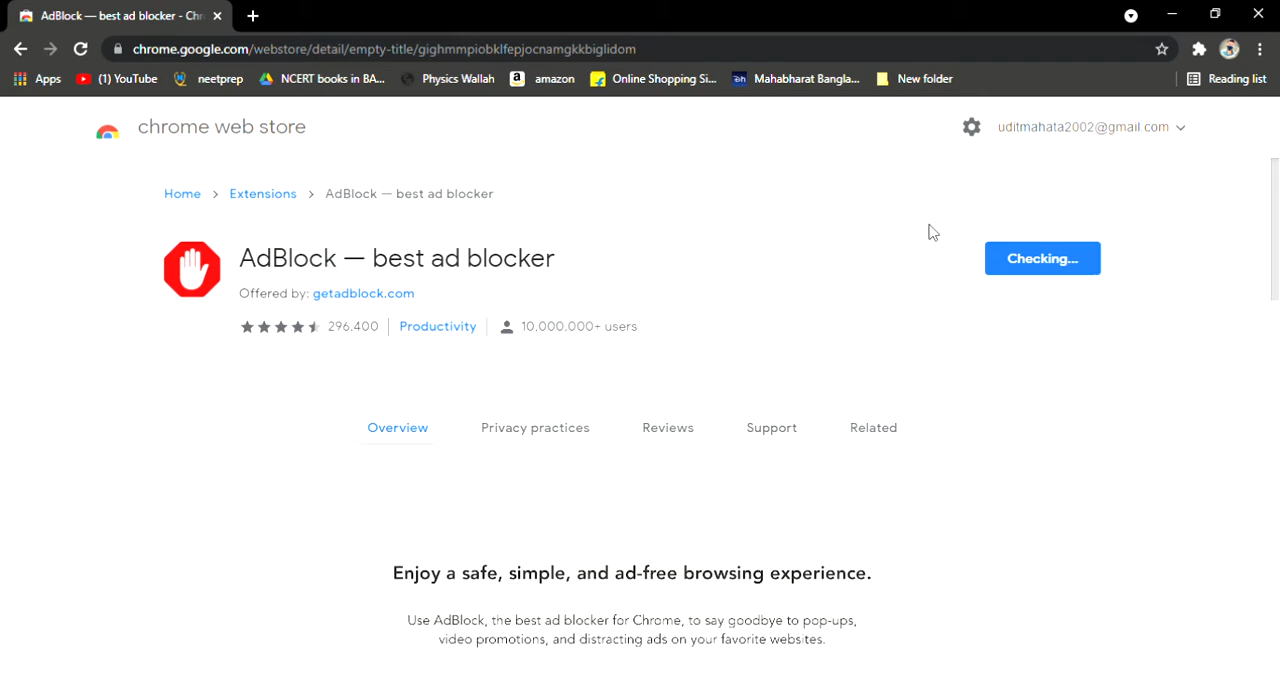 AdBlock — best ad blocker - Chr
chrome.google.com/webstore/detail/empty-title/gighmmpiobklfepjocnamgkkbiglidom
Apps (1) YouTube neetprep NCERT books in BA... Physics Wallah amazon Online Shopping Si... Mahabharat Bangla... New folder Reading list
chrome web store uditmahata2002@gmail.com
Home > Extensions > AdBlock — best ad blocker
AdBlock — best ad blocker
Checking...
Offered by: getadblock.com
296,400 Productivity 10,000,000+ users
Overview Privacy practices Reviews Support Related
Enjoy a safe, simple, and ad-free browsing experience.
Use AdBlock, the best ad blocker for Chrome, to say goodbye to pop-ups,
video promotions, and distracting ads on your favorite websites.